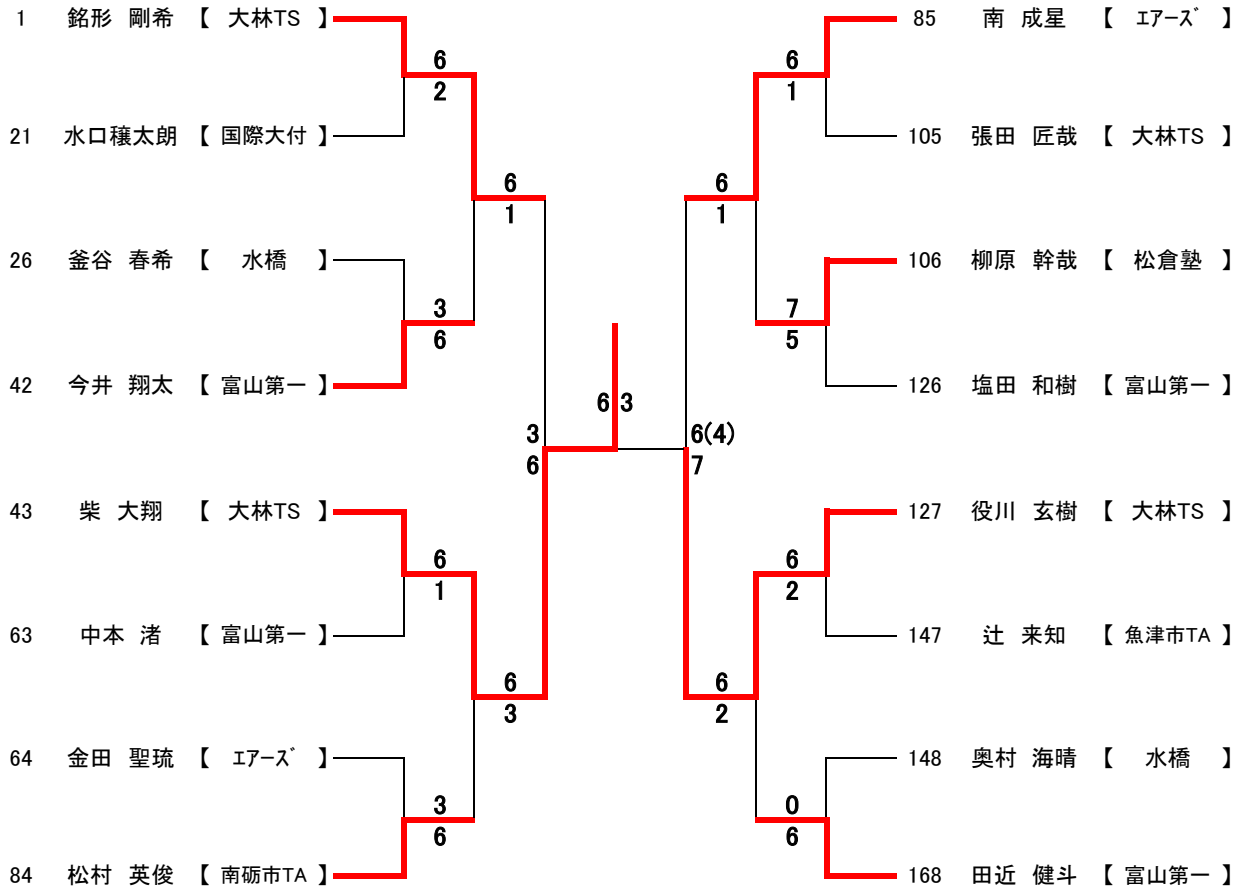 1 銘形 剛希 【 大林TS 】
85 南 成星 【 エアーズ 】
6
2
6
1
21 水口穣太朗 【 国際大付 】
105 張田 匠哉 【 大林TS 】
6
1
6
1
26 釜谷 春希 【 水橋 】
106 柳原 幹哉 【 松倉塾 】
3
6
7
5
42 今井 翔太 【 富山第一 】
126 塩田 和樹 【 富山第一 】
6 3
3
6
6(4)
7
43 柴 大翔 【 大林TS 】
127 役川 玄樹 【 大林TS 】
6
1
6
2
63 中本 渚 【 富山第一 】
147 辻 来知 【 魚津市TA 】
6
3
6
2
64 金田 聖琉 【 エアーズ 】
148 奥村 海晴 【 水橋 】
3
6
0
6
84 松村 英俊 【 南砺市TA 】
168 田近 健斗 【 富山第一 】